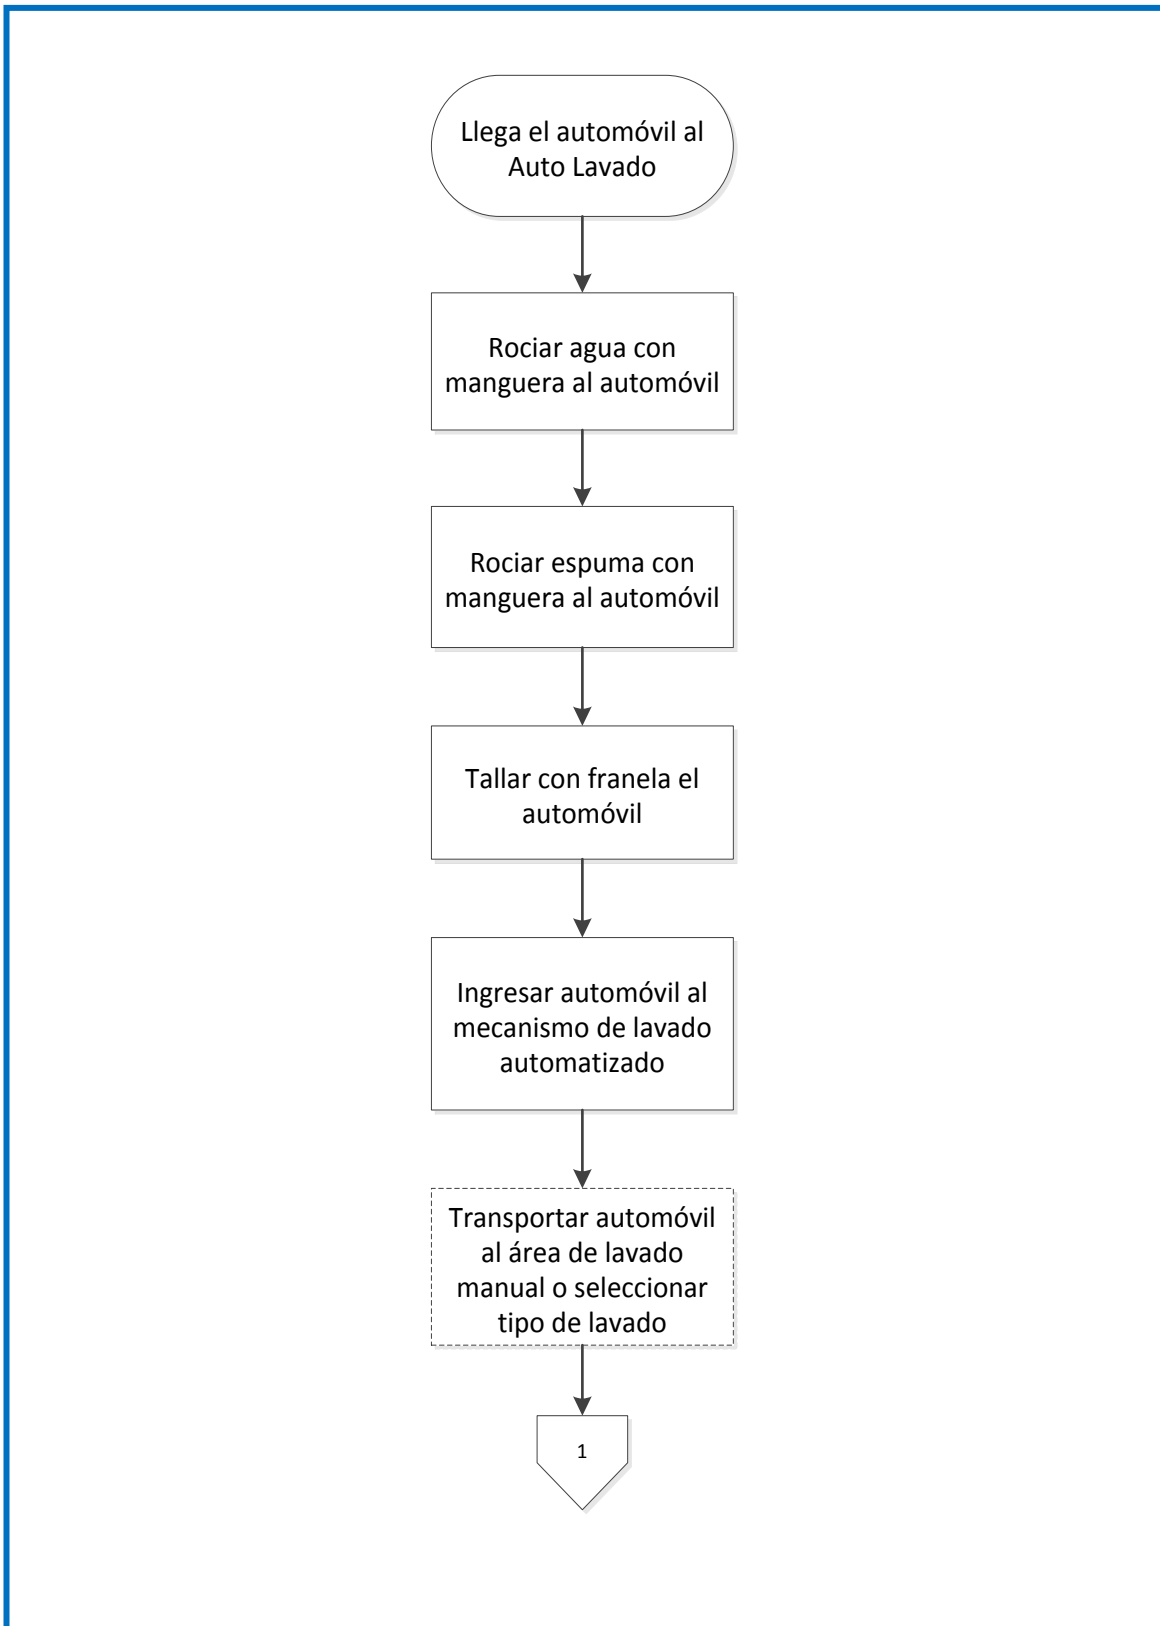 Llega el automóvil al
Auto Lavado
Rociar agua con
manguera al automóvil
Rociar espuma con
manguera al automóvil
Tallar con franela el
automóvil
Ingresar automóvil al
mecanismo de lavado
automatizado
Transportar automóvil
al área de lavado
manual o seleccionar
tipo de lavado
1